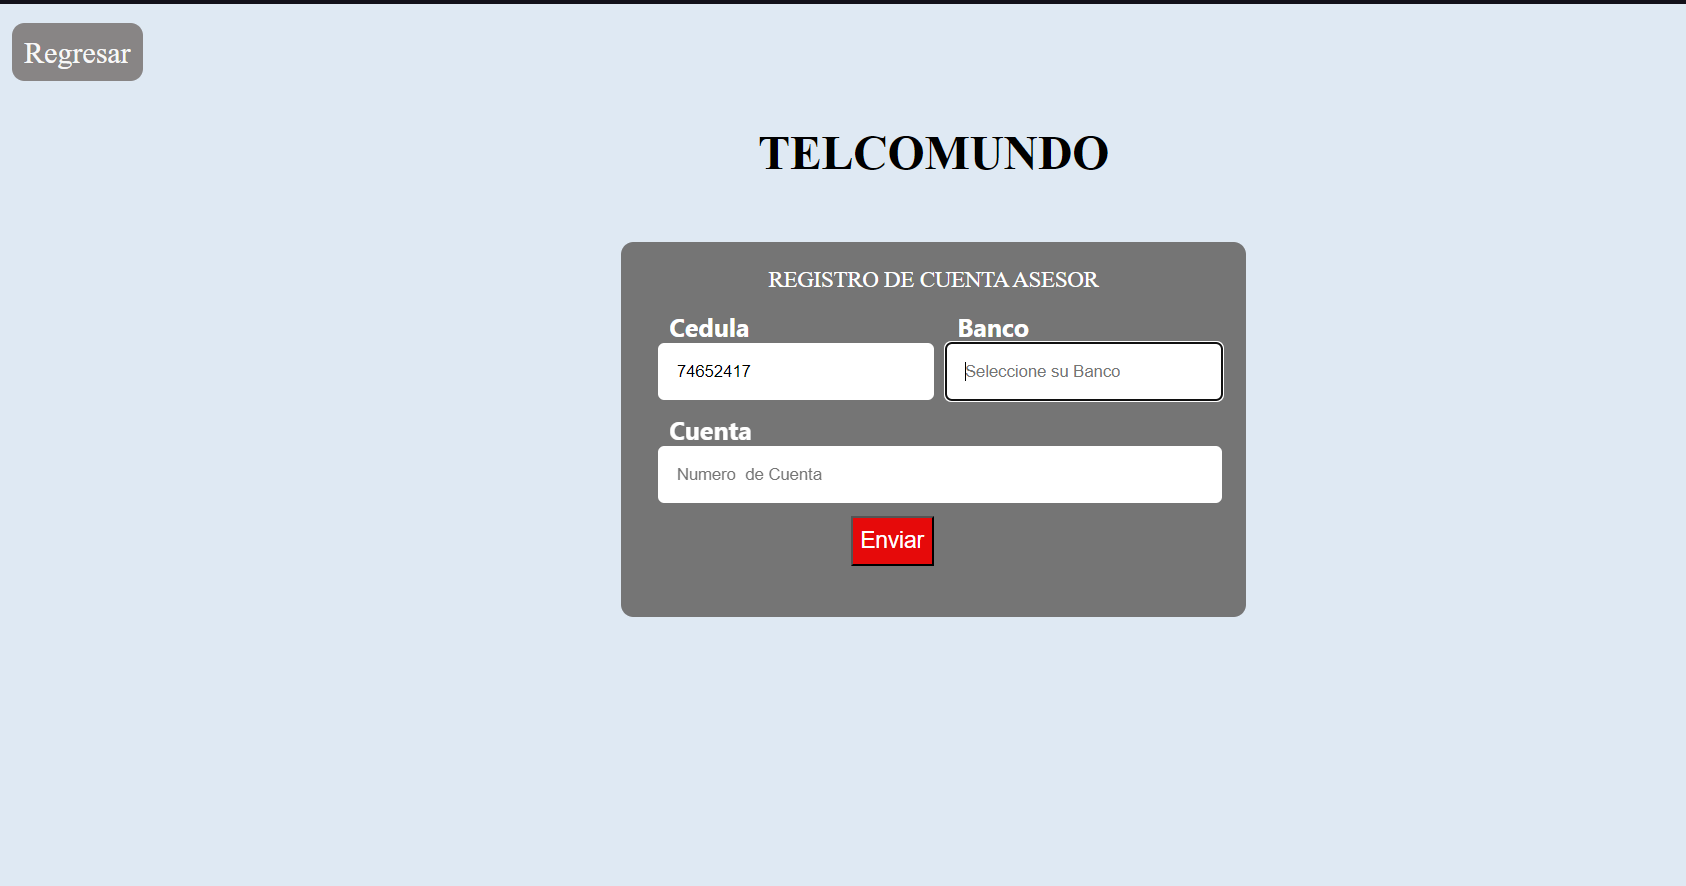 Regresar
TELCOMUNDO
REGISTRO DE CUENTA ASESOR
Cedula Banco
74652417 Seleccione su Banco
Cuenta
Numero  de Cuenta
Enviar